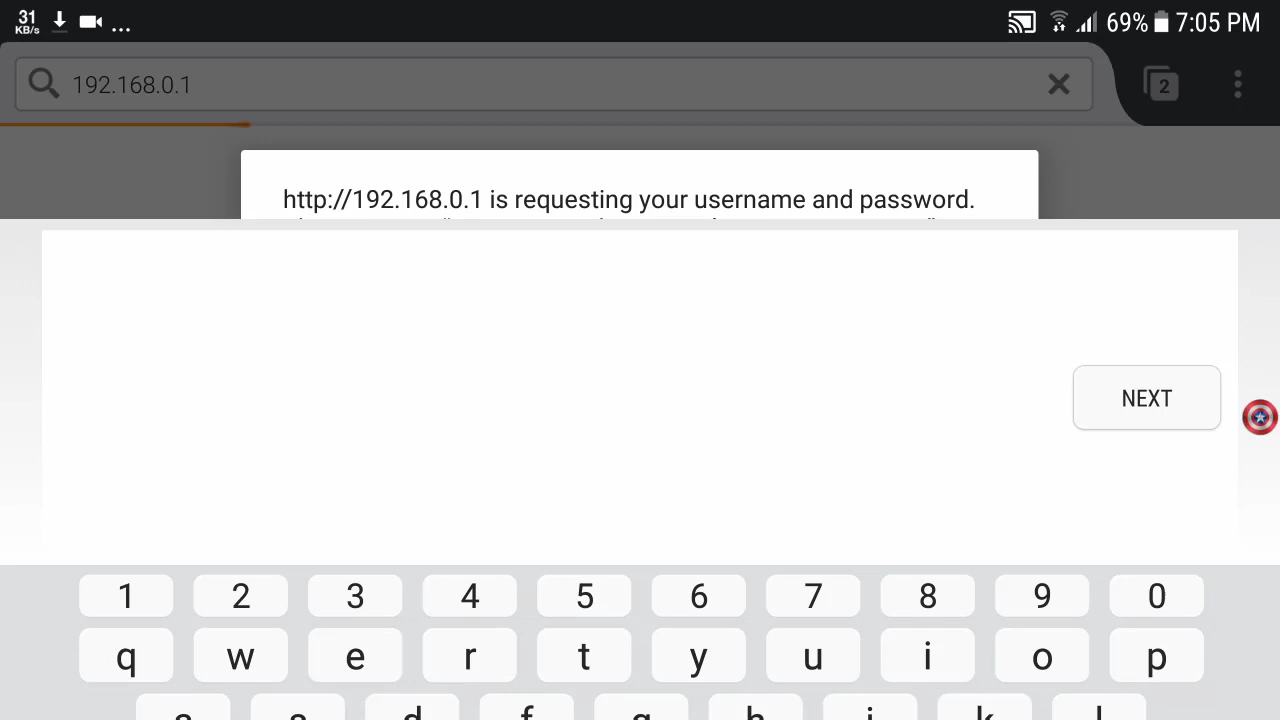 31
KB/s
...
69% 7:05 PM
192.168.0.1
2
http://192.168.0.1 is requesting your username and password.
NEXT
1 2 3 4 5 6 7 8 9 0
q w e r t y u i o p